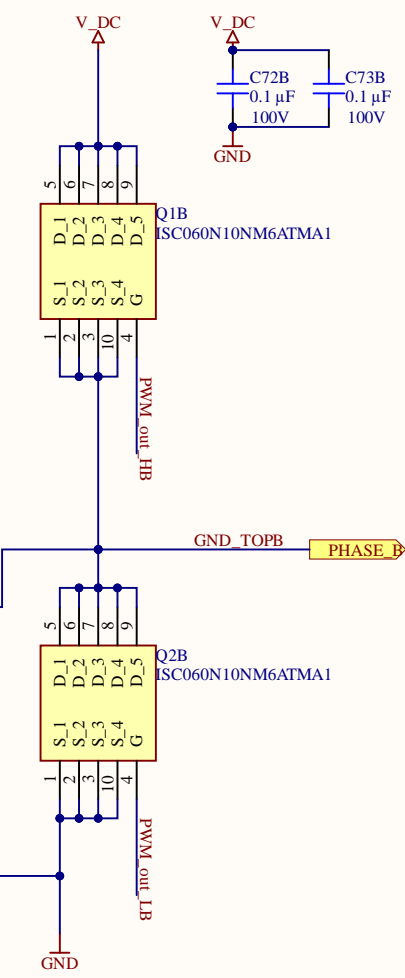 V_DC
V_DC
C72B
0.1 µF
100V
C73B
0.1 µF
100V
GND
5
6
7
8
9
D_1
D_2
D_3
D_4
D_5
Q1B
ISC060N10NM6ATMA1
S_1
S_2
S_3
S_4
G
1
2
3
10
4
PWM_out_HB
GND_TOPB
PHASE_B
5
6
7
8
9
D_1
D_2
D_3
D_4
D_5
Q2B
ISC060N10NM6ATMA1
S_1
S_2
S_3
S_4
G
1
2
3
10
4
PWM_out_LB
GND